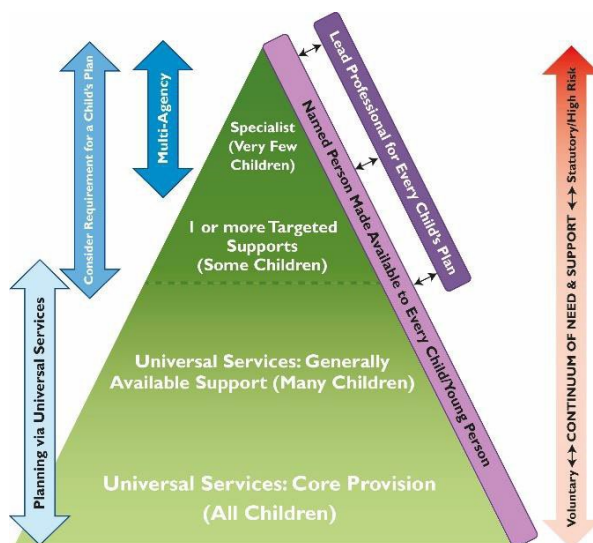 Consider Requirement for a Child's Plan
Multi-Agency
Planning via Universal Services
Specialist
(Very Few
Children)
1 or more Targeted
Supports
(Some Children)
Universal Services: Generally
Available Support (Many Children)
Universal Services: Core Provision
(All Children)
Named Person Made Available to Every Child/Young Person
Lead Professional for Every Child's Plan
Voluntary ↔ CONTINUUM OF NEED & SUPPORT ↔ Statutory/High Risk